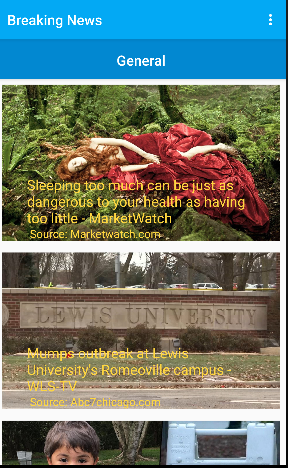 Breaking News
General
Sleeping too much can be just as
dangerous to your health as having
too little - MarketWatch
Source: Marketwatch.com
LEWIS UNIVERSITY
Mumps outbreak at Lewis
University's Romeoville campus -
WLS-TV
Source: Abc7chicago.com